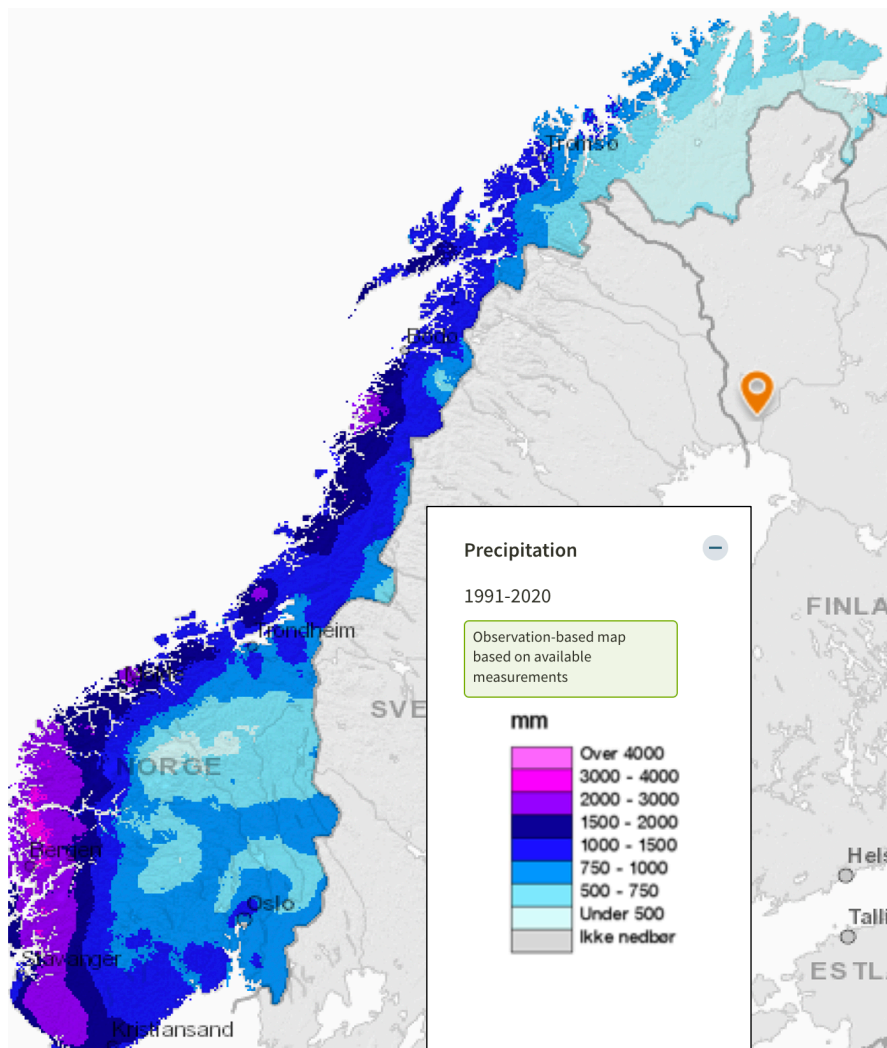 Tromsø
Bodø
Precipitation
1991-2020
Observation-based map
based on available
measurements
FINLA
Trondheim
SVE
mm
Over 4000
3000 - 4000
2000 - 3000
1500 - 2000
1000 - 1500
750 - 1000
500 - 750
Under 500
Ikke nedbør
NORGE
Bergen
Hels
Oslo
Talli
Stavanger
ESTL
Kristiansand